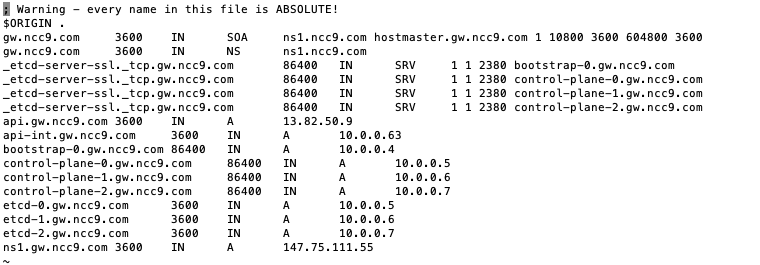 ; Warning - every name in this file is ABSOLUTE!
$ORIGIN .
gw.ncc9.com 3600 IN SOA ns1.ncc9.com hostmaster.gw.ncc9.com 1 10800 3600 604800 3600
gw.ncc9.com 3600 IN NS ns1.ncc9.com
_etcd-server-ssl._tcp.gw.ncc9.com 86400 IN SRV 1 1 2380 bootstrap-0.gw.ncc9.com
_etcd-server-ssl._tcp.gw.ncc9.com 86400 IN SRV 1 1 2380 control-plane-0.gw.ncc9.com
_etcd-server-ssl._tcp.gw.ncc9.com 86400 IN SRV 1 1 2380 control-plane-1.gw.ncc9.com
_etcd-server-ssl._tcp.gw.ncc9.com 86400 IN SRV 1 1 2380 control-plane-2.gw.ncc9.com
api.gw.ncc9.com 3600 IN A 13.82.50.9
api-int.gw.ncc9.com 3600 IN A 10.0.0.63
bootstrap-0.gw.ncc9.com 86400 IN A 10.0.0.4
control-plane-0.gw.ncc9.com 86400 IN A 10.0.0.5
control-plane-1.gw.ncc9.com 86400 IN A 10.0.0.6
control-plane-2.gw.ncc9.com 86400 IN A 10.0.0.7
etcd-0.gw.ncc9.com 3600 IN A 10.0.0.5
etcd-1.gw.ncc9.com 3600 IN A 10.0.0.6
etcd-2.gw.ncc9.com 3600 IN A 10.0.0.7
ns1.gw.ncc9.com 3600 IN A 147.75.111.55
~